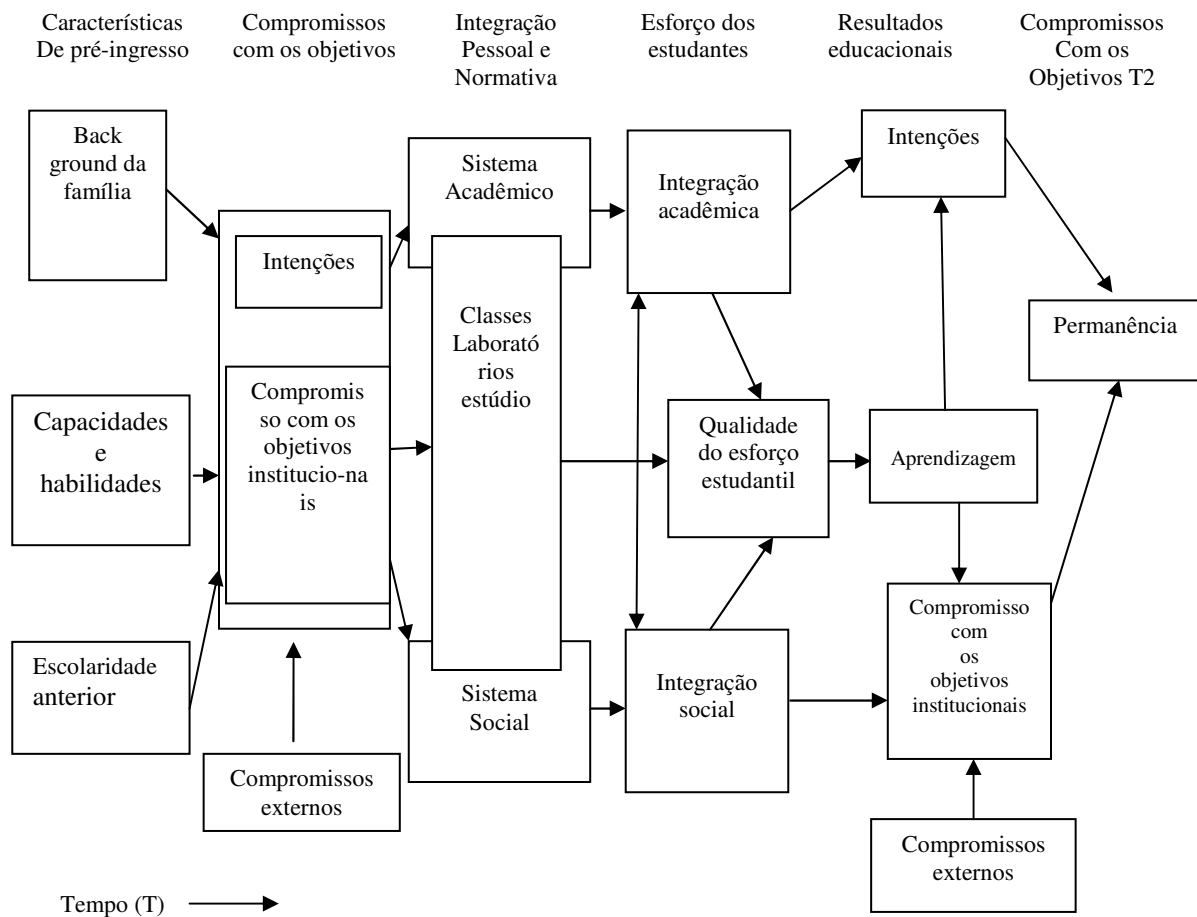 Características
De pré-ingresso
Compromissos
com os objetivos
Integração
Pessoal e
Normativa
Esforço dos
estudantes
Resultados
educacionais
Compromissos
Com os
Objetivos T2
Back
ground da
família
Capacidades
e
habilidades
Escolaridade
anterior
Intenções
Compromis
so com os
objetivos
institucio-na
is
Compromissos
externos
Sistema
Acadêmico
Classes
Laborató
rios
estúdio
Sistema
Social
Integração
acadêmica
Qualidade
do esforço
estudantil
Integração
social
Intenções
Aprendizagem
Compromisso
com
os
objetivos
institucionais
Compromissos
externos
Permanência
Tempo (T)